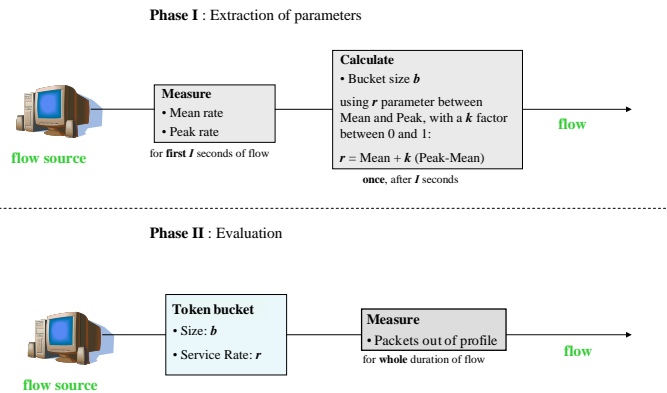 Phase I : Extraction of parameters
Measure
• Mean rate
• Peak rate
for first I seconds of flow
Calculate
• Bucket size b
using r parameter between
Mean and Peak, with a k factor
between 0 and 1:
r = Mean + k (Peak-Mean)
once, after I seconds
flow source
flow
Phase II : Evaluation
Token bucket
• Size: b
• Service Rate: r
Measure
• Packets out of profile
for whole duration of flow
flow source
flow